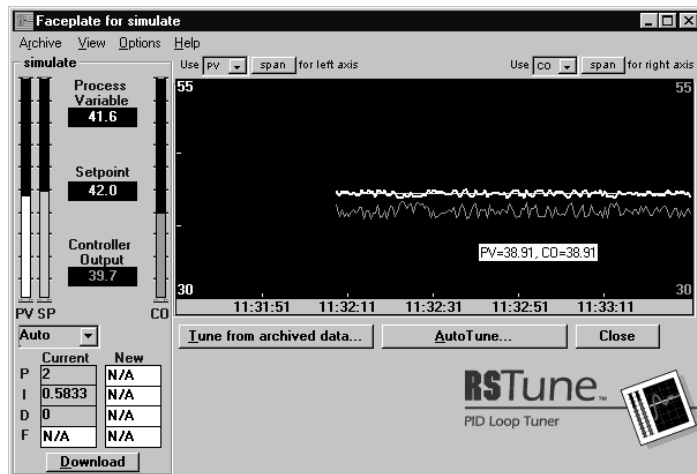 Faceplate for simulate
Archive View Options Help
simulate
Use PV span for left axis
Use CO span for right axis
Process
Variable
41.6
Setpoint
42.0
Controller
Output
39.7
PV SP CO
55 55
PV=38.91, CO=38.91
30 30
11:31:51 11:32:11 11:32:31 11:32:51 11:33:11
Auto
Tune from archived data... AutoTune... Close
Current New
P 2 N/A
I 0.5833 N/A
D 0 N/A
F N/A N/A
Download
RSTune™
PID Loop Tuner